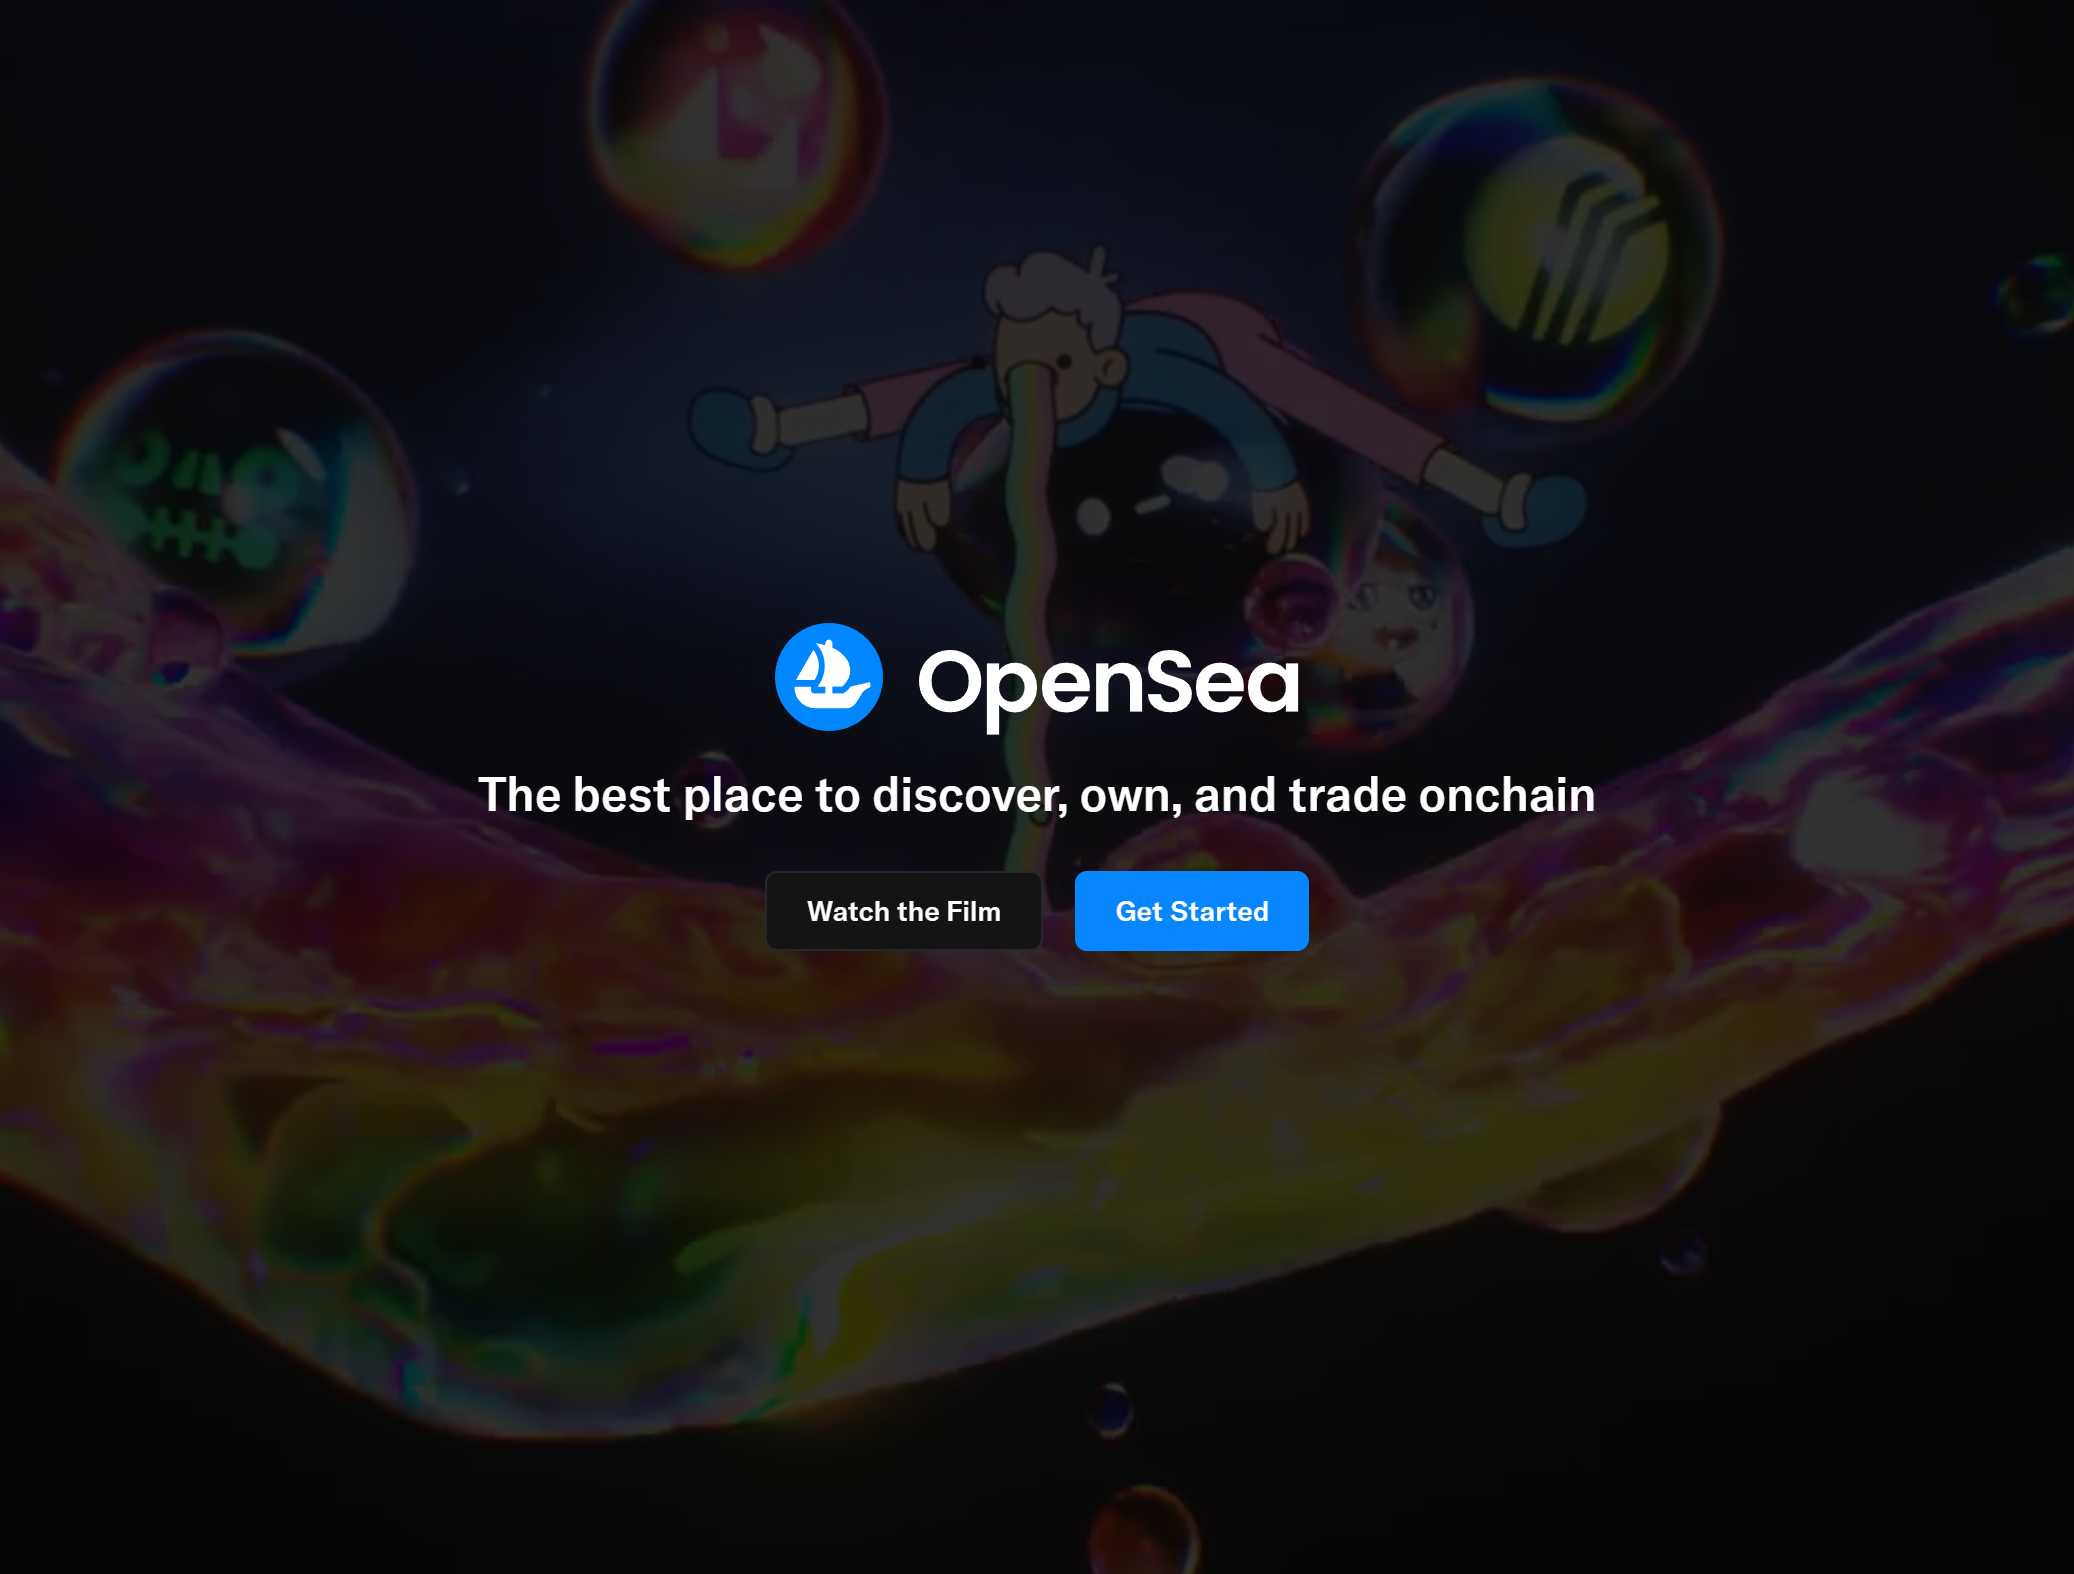 OpenSea
The best place to discover, own, and trade onchain
Watch the Film
Get Started